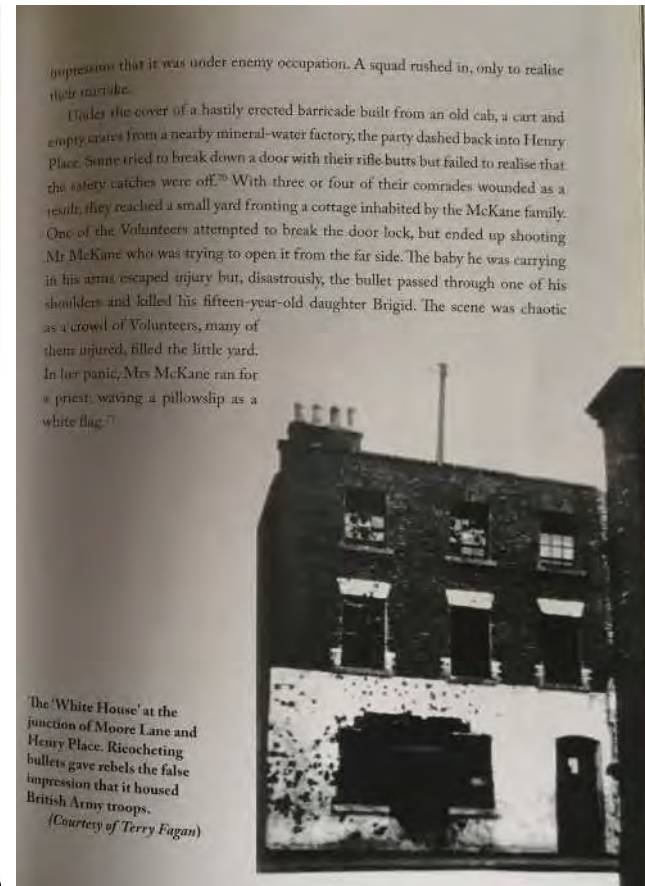 impression that it was under enemy occupation. A squad rushed in, only to realise
their mistake.
Under the cover of a hastily erected barricade built from an old cab, a cart and
empty crates from a nearby mineral-water factory, the party dashed back into Henry
Place. Some tried to break down a door with their rifle butts but failed to realise that
the safety catches were off.⁷⁰ With three or four of their comrades wounded as a
result, they reached a small yard fronting a cottage inhabited by the McKane family.
One of the Volunteers attempted to break the door lock, but ended up shooting
Mr McKane who was trying to open it from the far side. The baby he was carrying
in his arms escaped injury but, disastrously, the bullet passed through one of his
shoulders and killed his fifteen-year-old daughter Brigid. The scene was chaotic
as a crowd of Volunteers, many of
them injured, filled the little yard.
In her panic, Mrs McKane ran for
a priest, waving a pillowslip as a
white flag.
The 'White House' at the
junction of Moore Lane and
Henry Place. Ricocheting
bullets gave rebels the false
impression that it housed
British Army troops.
(Courtesy of Terry Fagan)